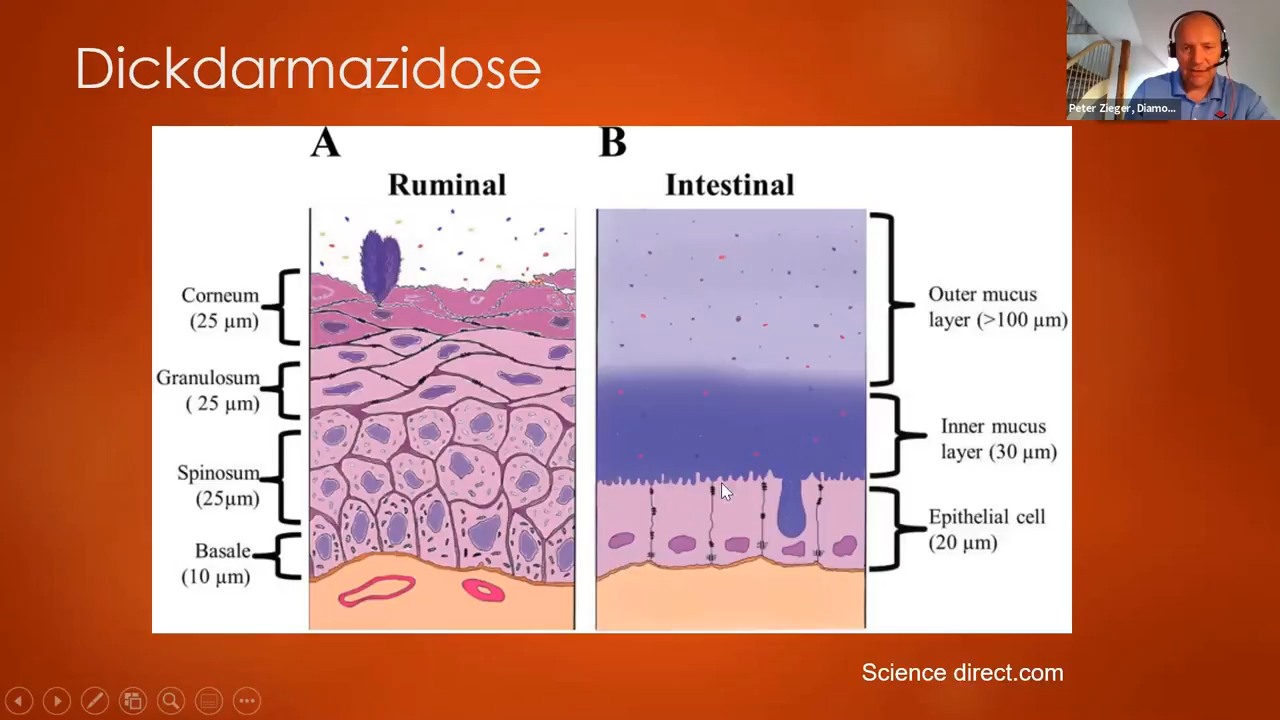 Dickdarmazidose
Peter Zieger, Diamo...
A
B
Ruminal
Intestinal
Corneum
(25 µm)
Granulosum
( 25 µm)
Spinosum
(25µm)
Basale
(10 µm)
Outer mucus
layer (>100 µm)
Inner mucus
layer (30 µm)
Epithelial cell
(20 µm)
Science direct.com